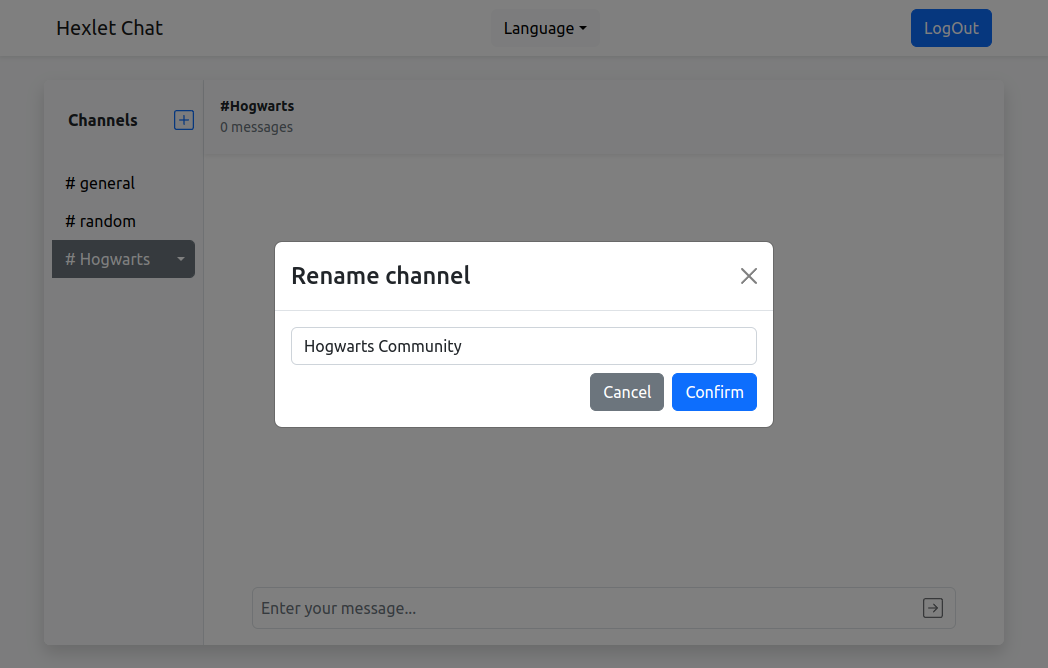 Hexlet Chat
Language
LogOut
Channels
#Hogwarts
0 messages
# general
# random
# Hogwarts
Rename channel
Hogwarts Community
Cancel
Confirm
Enter your message...